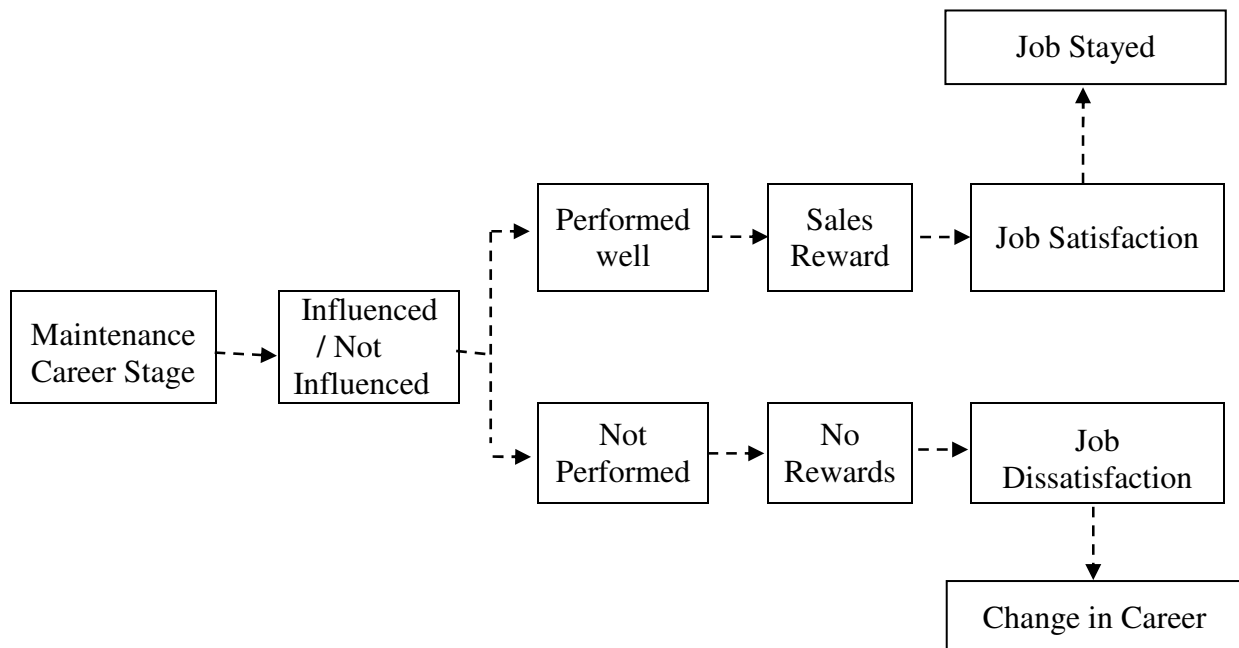 Job Stayed
Performed
well
Sales
Reward
Job Satisfaction
Maintenance
Career Stage
Influenced
/ Not
Influenced
Not
Performed
No
Rewards
Job
Dissatisfaction
Change in Career